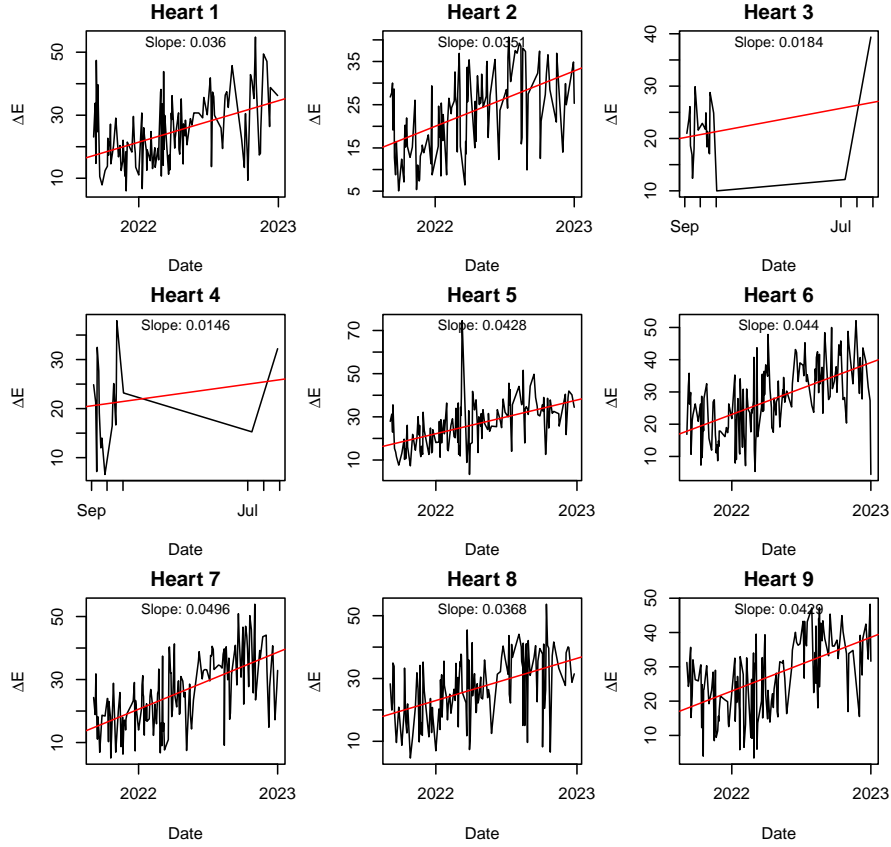 Heart 1
Slope: 0.036
ΔE
10 30 50
2022 2023
Date
Heart 2
Slope: 0.0351
ΔE
5 15 25 35
2022 2023
Date
Heart 3
Slope: 0.0184
ΔE
10 20 30 40
Sep Jul
Date
Heart 4
Slope: 0.0146
ΔE
10 20 30
Sep Jul
Date
Heart 5
Slope: 0.0428
ΔE
10 30 50 70
2022 2023
Date
Heart 6
Slope: 0.044
ΔE
10 20 30 40 50
2022 2023
Date
Heart 7
Slope: 0.0496
ΔE
10 30 50
2022 2023
Date
Heart 8
Slope: 0.0368
ΔE
10 30 50
2022 2023
Date
Heart 9
Slope: 0.0429
ΔE
0 10 20 30 40 50
2022 2023
Date